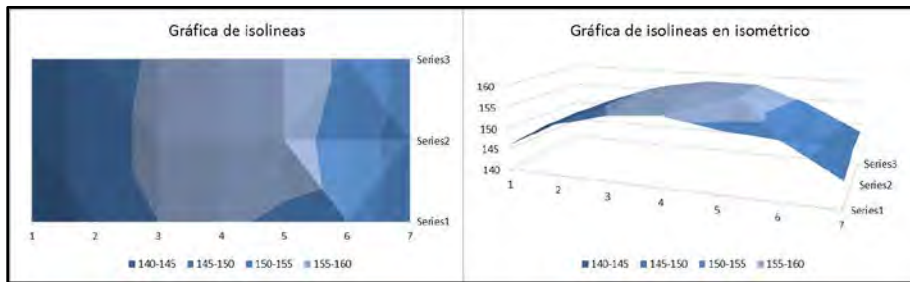 Gráfica de isolineas
Series3
Series2
Series1
1 2 3 4 5 6 7
140-145 145-150 150-155 155-160
Gráfica de isolineas en isométrico
160
155
150
145
140
1 2 3 4 5 6 7
Series3
Series2
Series1
140-145 145-150 150-155 155-160